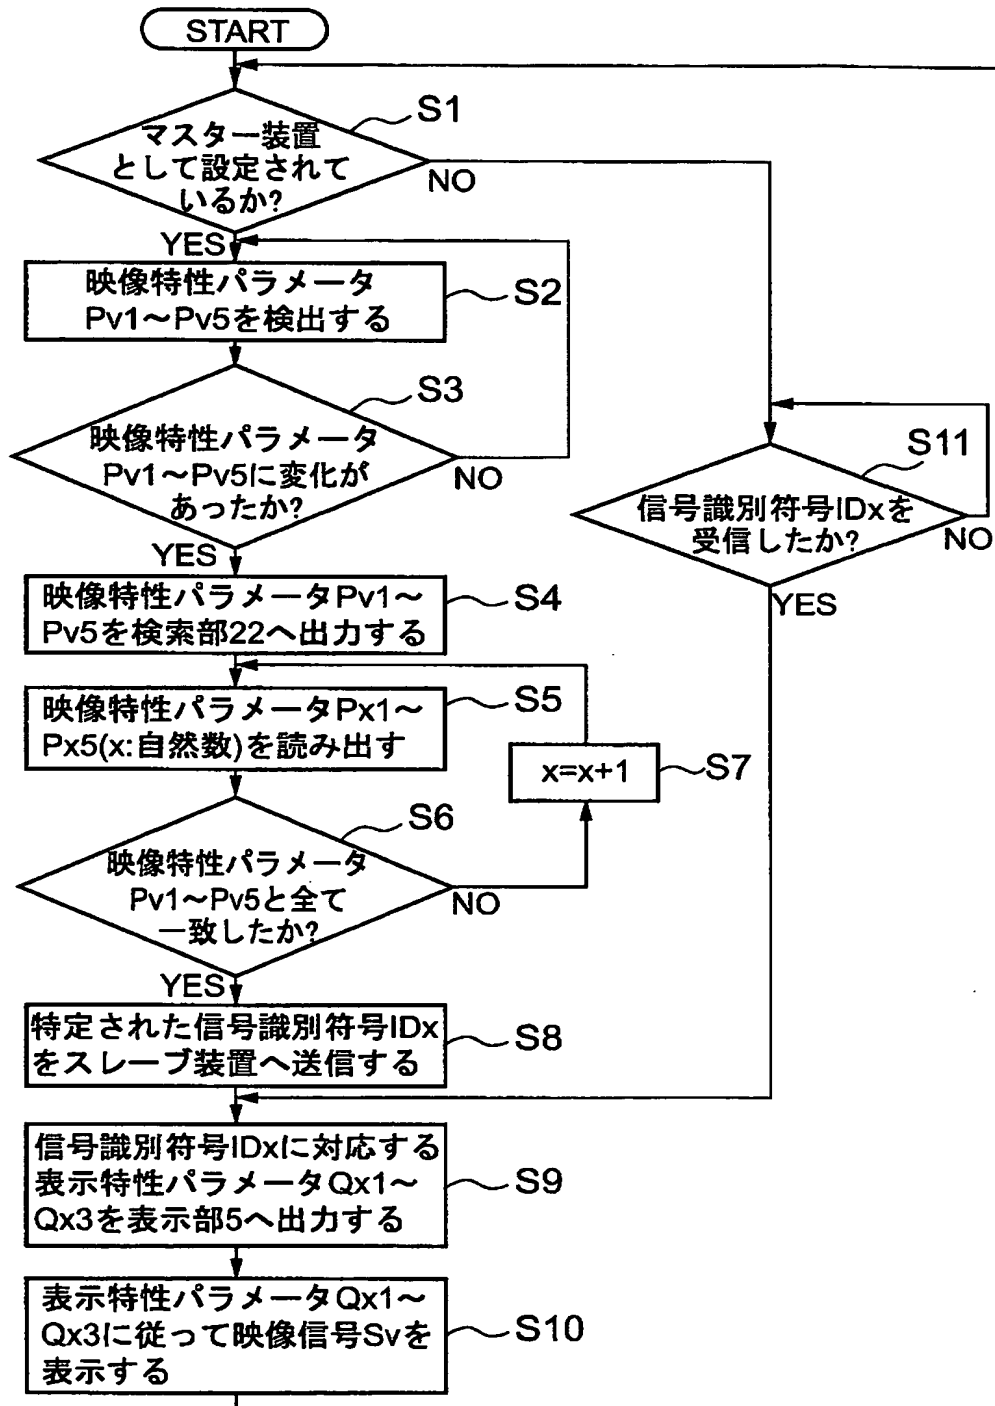 START
S1
マスター装置
として設定されて
いるか?
NO
YES
映像特性パラメータ
Pv1～Pv5を検出する
S2
S3
映像特性パラメータ
Pv1～Pv5に変化が
あったか?
NO
YES
S11
信号識別符号IDxを
受信したか?
NO
YES
映像特性パラメータPv1～
Pv5を検索部22へ出力する
S4
映像特性パラメータPx1～
Px5(x:自然数)を読み出す
S5
x=x+1
S7
S6
映像特性パラメータ
Pv1～Pv5と全て
一致したか?
NO
YES
特定された信号識別符号IDx
をスレーブ装置へ送信する
S8
信号識別符号IDxに対応する
表示特性パラメータQx1～
Qx3を表示部5へ出力する
S9
表示特性パラメータQx1～
Qx3に従って映像信号Svを
表示する
S10